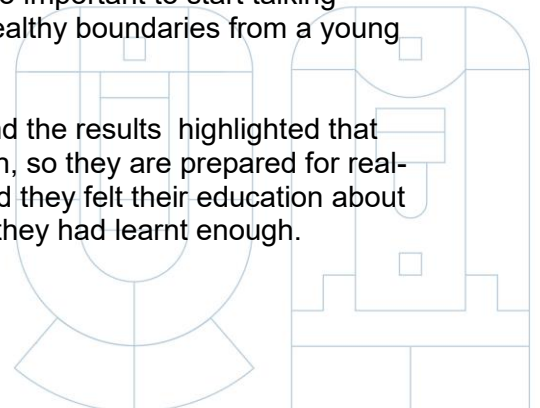 important to start talking
ealthy boundaries from a young
d the results highlighted that
n, so they are prepared for real-
d they felt their education about
they had learnt enough.